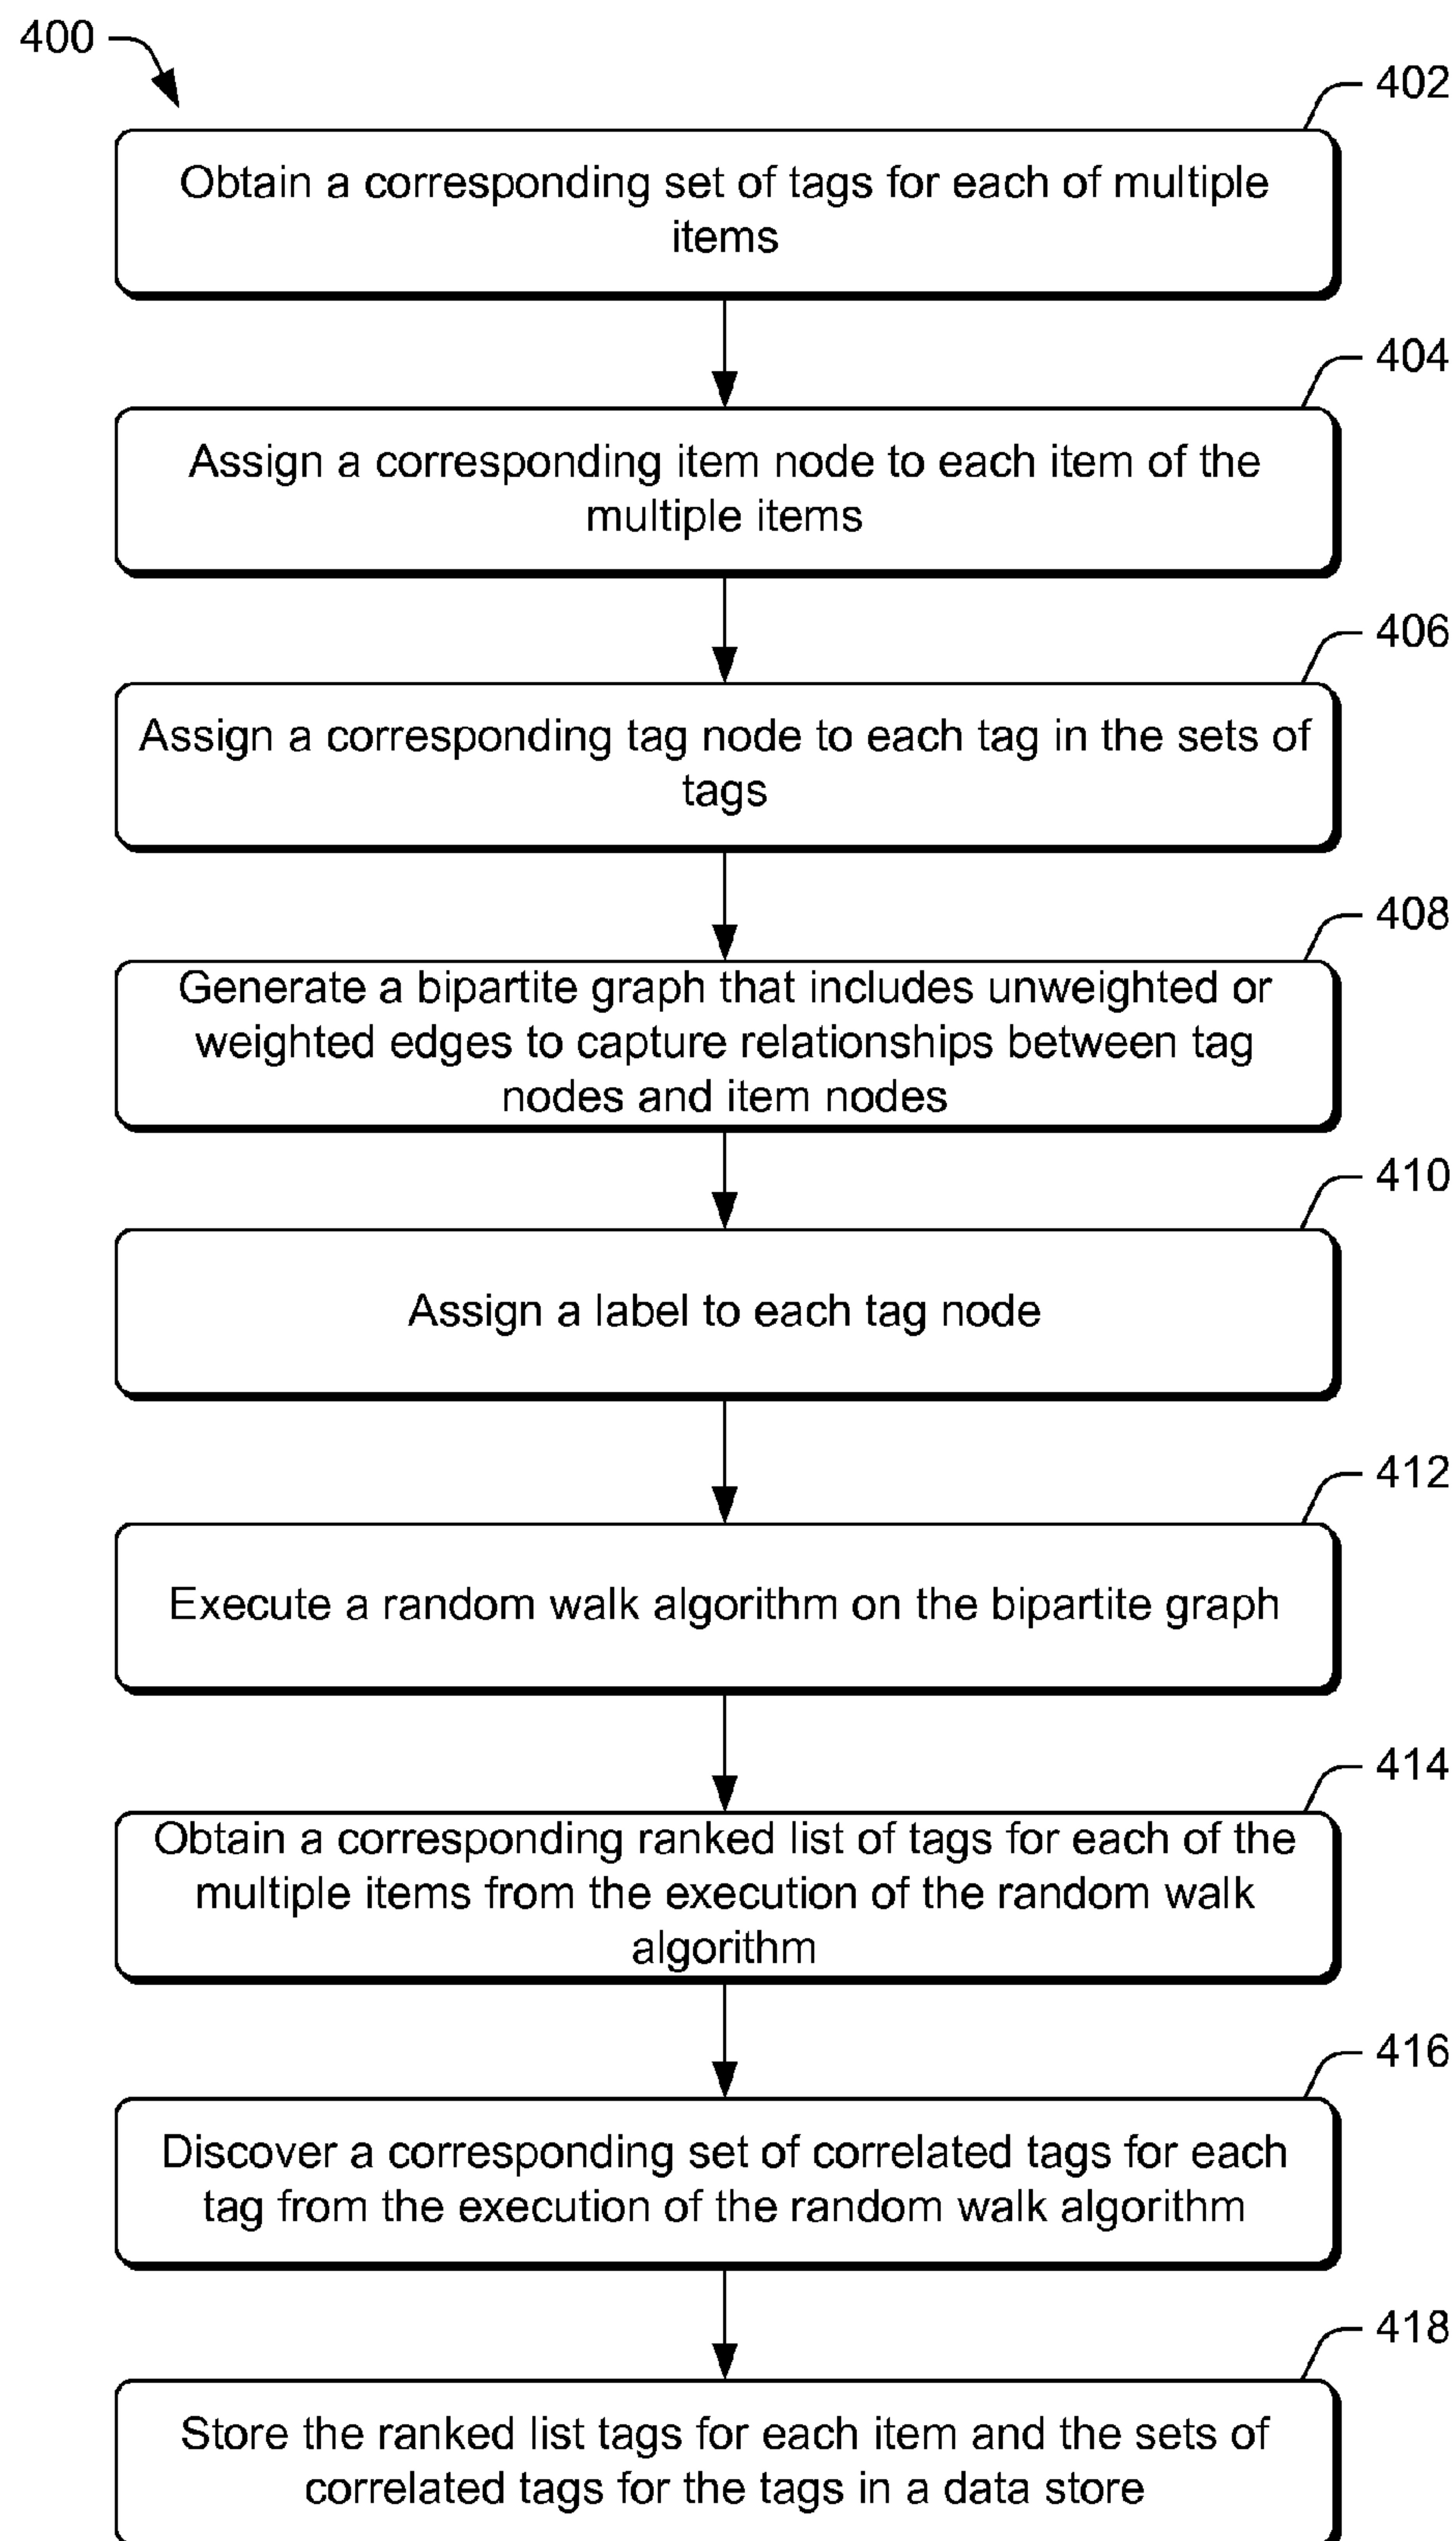 400
402
Obtain a corresponding set of tags for each of multiple
items
404
Assign a corresponding item node to each item of the
multiple items
406
Assign a corresponding tag node to each tag in the sets of
tags
408
Generate a bipartite graph that includes unweighted or
weighted edges to capture relationships between tag
nodes and item nodes
410
Assign a label to each tag node
412
Execute a random walk algorithm on the bipartite graph
414
Obtain a corresponding ranked list of tags for each of the
multiple items from the execution of the random walk
algorithm
416
Discover a corresponding set of correlated tags for each
tag from the execution of the random walk algorithm
418
Store the ranked list tags for each item and the sets of
correlated tags for the tags in a data store